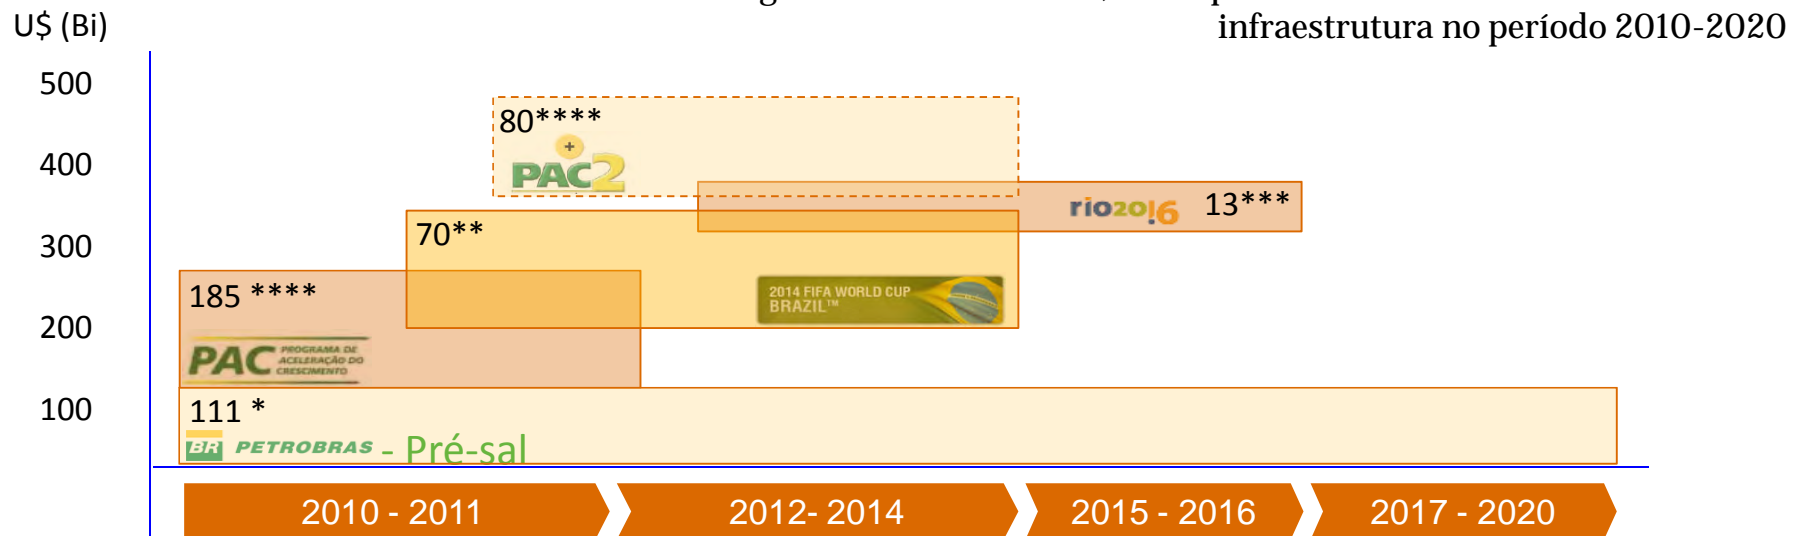 U$ (Bi)
infraestrutura no período 2010-2020
500
400
300
200
100
80****
+
PAC2
rio2016 13***
70**
2014 FIFA WORLD CUP
BRAZIL™
185 ****
PAC PROGRAMA DE
ACELERAÇÃO DO
CRESCIMENTO
111 *
BR PETROBRAS - Pré-sal
2010 - 2011
2012- 2014
2015 - 2016
2017 - 2020